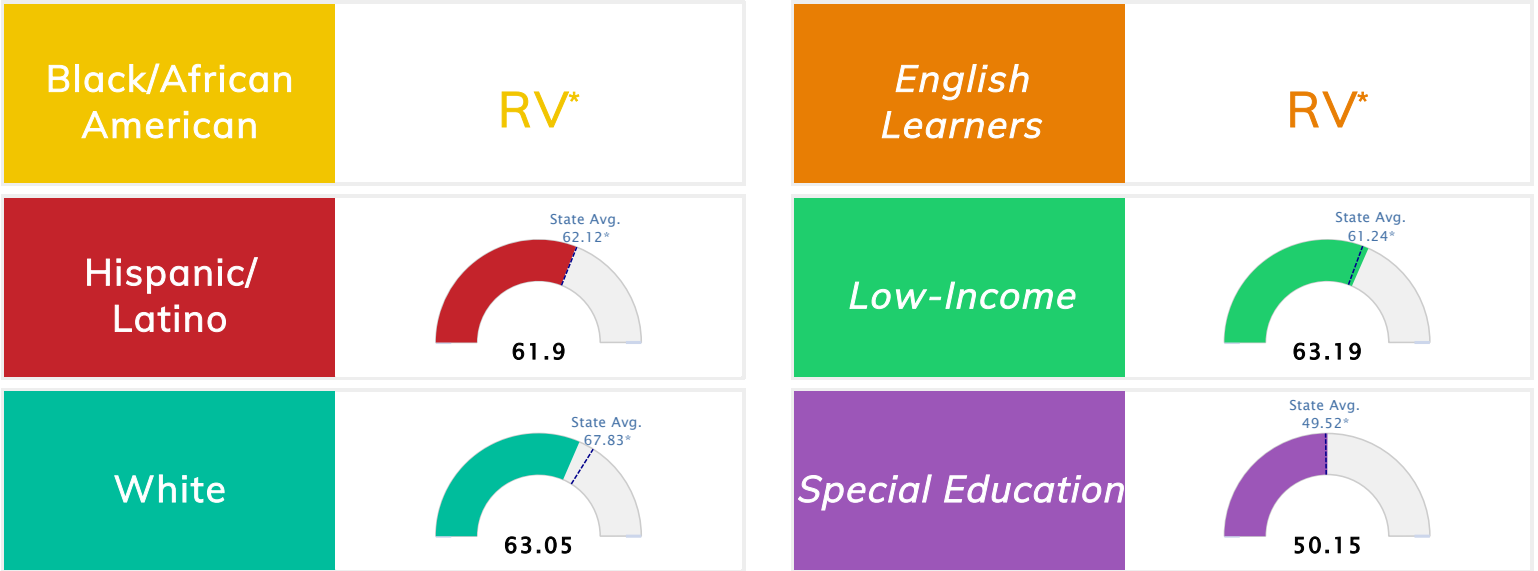 Black/African
American
RV*
English
Learners
RV*
Hispanic/
Latino
State Avg.
62.12*
61.9
Low-Income
State Avg.
61.24*
63.19
White
State Avg.
67.83*
63.05
Special Education
State Avg.
49.52*
50.15